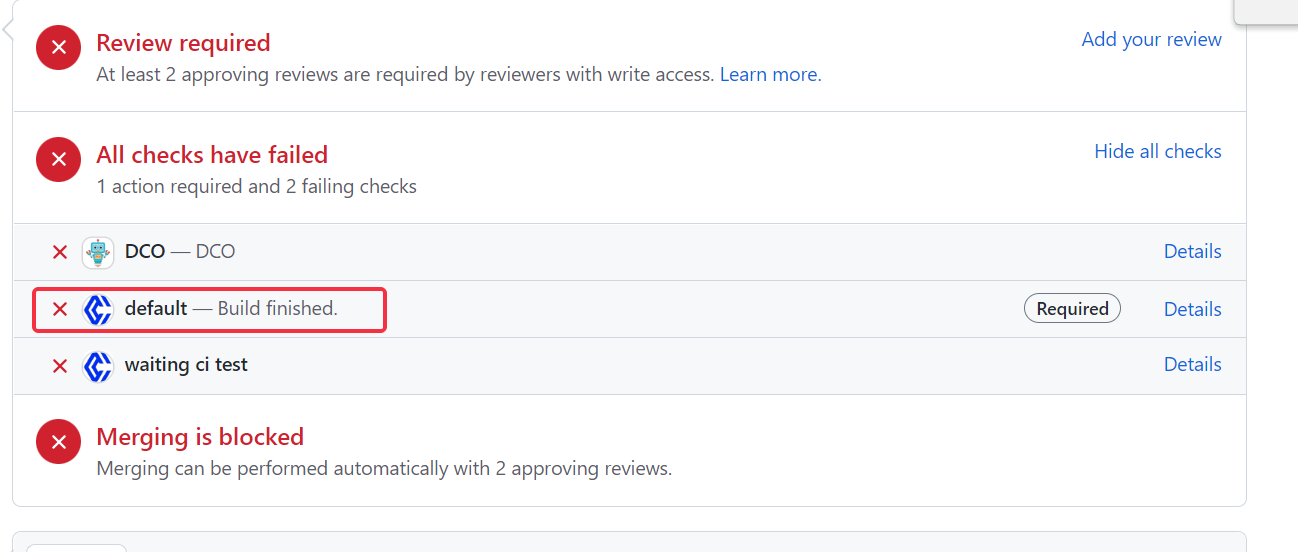 Review required
Add your review
At least 2 approving reviews are required by reviewers with write access. Learn more.
All checks have failed
Hide all checks
1 action required and 2 failing checks
DCO — DCO
Details
default — Build finished.
Required
Details
waiting ci test
Details
Merging is blocked
Merging can be performed automatically with 2 approving reviews.